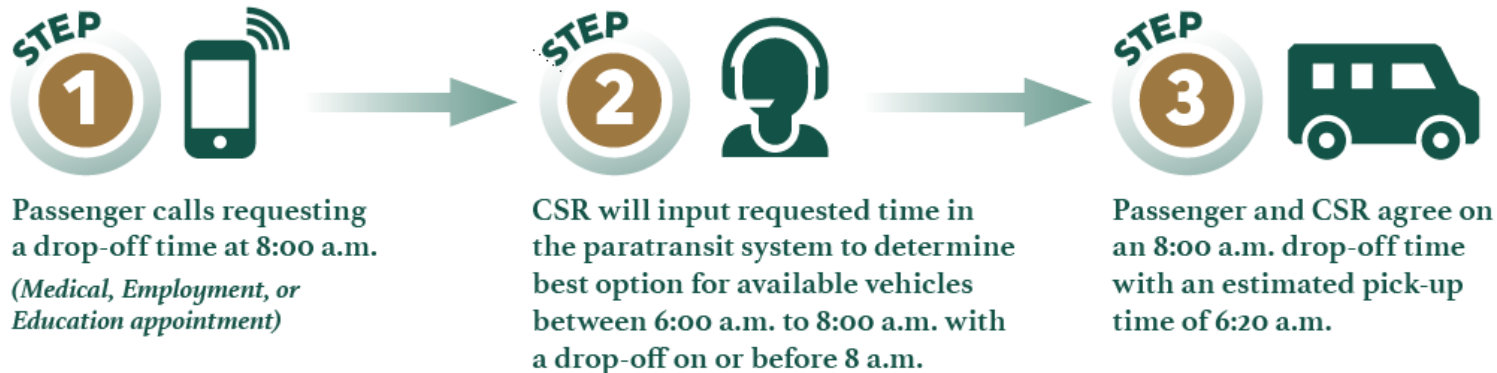 STEP
1
Passenger calls requesting
a drop-off time at 8:00 a.m.
(Medical, Employment, or
Education appointment)
STEP
2
CSR will input requested time in
the paratransit system to determine
best option for available vehicles
between 6:00 a.m. to 8:00 a.m. with
a drop-off on or before 8 a.m.
STEP
3
Passenger and CSR agree on
an 8:00 a.m. drop-off time
with an estimated pick-up
time of 6:20 a.m.